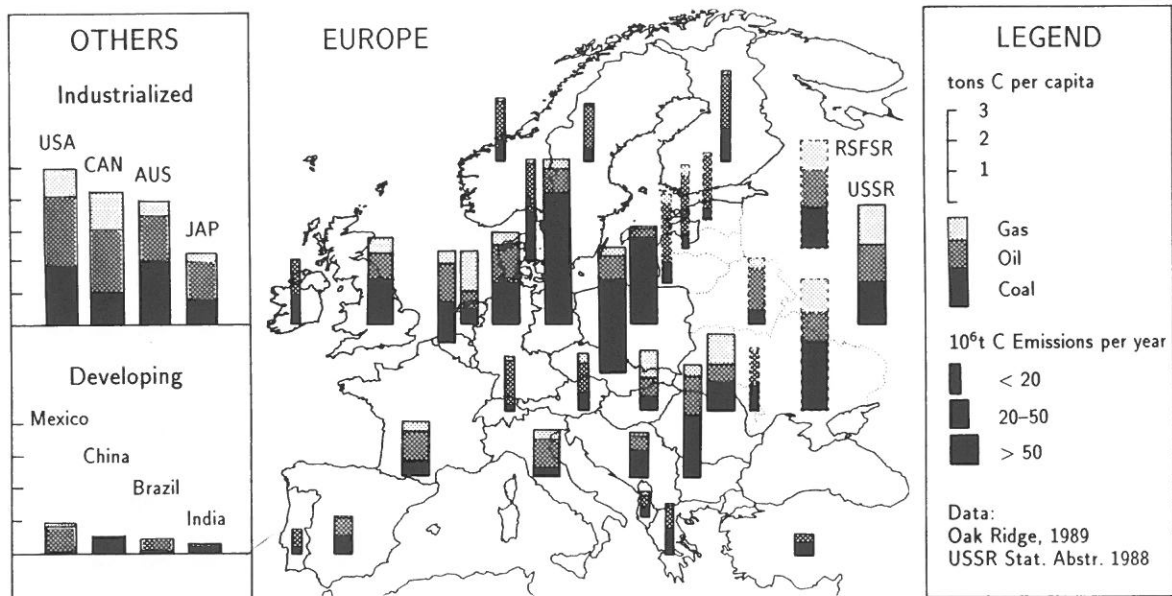 OTHERS
Industrialized
USA
CAN
AUS
JAP
Developing
Mexico
China
Brazil
India
EUROPE
RSFSR
USSR
LEGEND
tons C per capita
3
2
1
Gas
Oil
Coal
10⁶t C Emissions per year
< 20
20–50
> 50
Data:
Oak Ridge, 1989
USSR Stat. Abstr. 1988